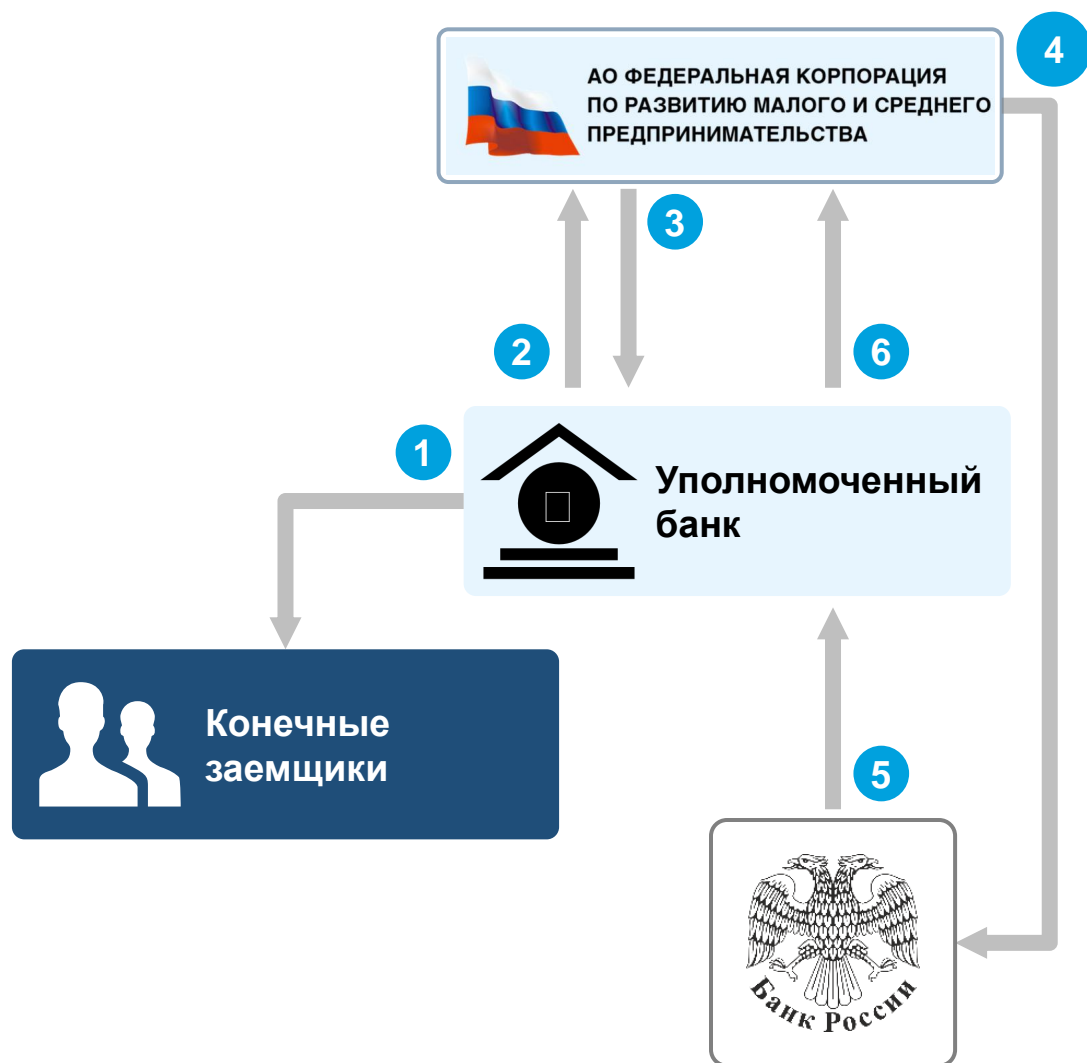 4
АО ФЕДЕРАЛЬНАЯ КОРПОРАЦИЯ
ПО РАЗВИТИЮ МАЛОГО И СРЕДНЕГО
ПРЕДПРИНИМАТЕЛЬСТВА
3
2
6
1
Уполномоченный
банк
Конечные
заемщики
5
Банк России